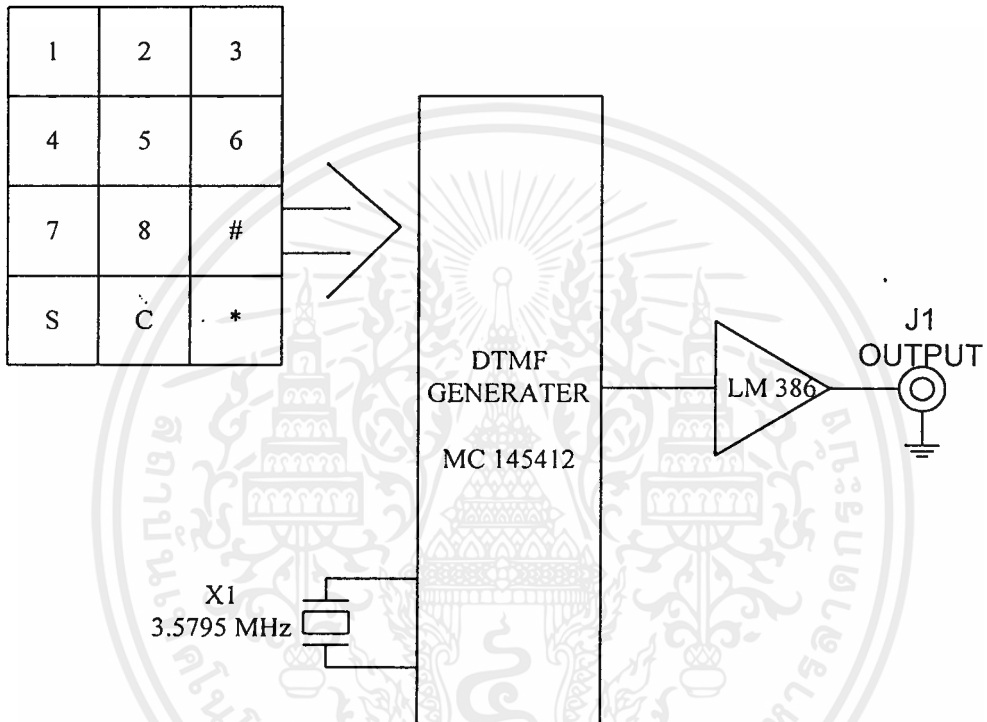 1 2 3
4 5 6
7 8 #
S C *
DTMF
GENERATER
MC 145412
LM 386
J1
OUTPUT
X1
3.5795 MHz